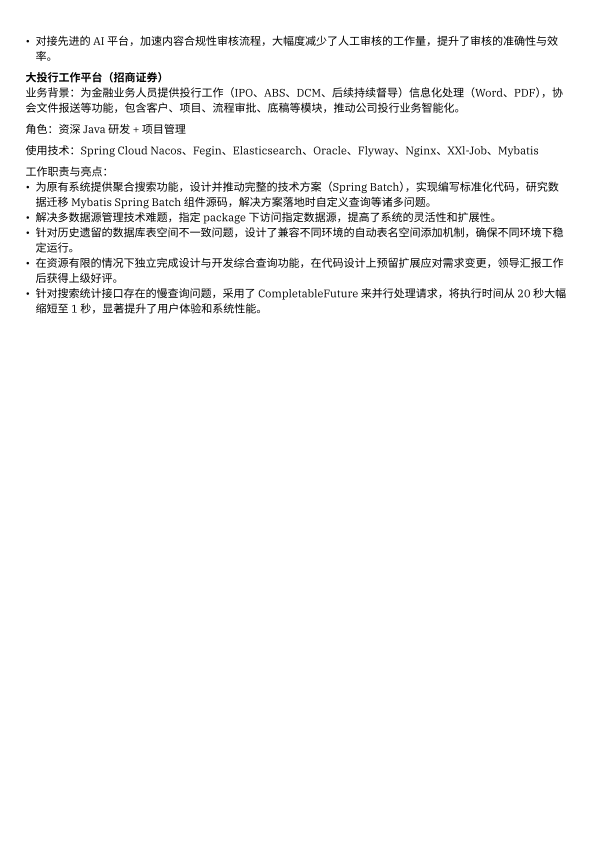 • 对接先进的 AI 平台，加速内容合规性审核流程，大幅度减少了人工审核的工作量，提升了审核的准确性与效
率。
大投行工作平台（招商证券）
业务背景：为金融业务人员提供投行工作（IPO、ABS、DCM、后续持续督导）信息化处理（Word、PDF），协
会文件报送等功能，包含客户、项目、流程审批、底稿等模块，推动公司投行业务智能化。
角色：资深 Java 研发 + 项目管理
使用技术：Spring Cloud Nacos、Fegin、Elasticsearch、Oracle、Flyway、Nginx、XXl-Job、Mybatis
工作职责与亮点：
• 为原有系统提供聚合搜索功能，设计并推动完整的技术方案（Spring Batch），实现编写标准化代码，研究数
据迁移 Mybatis Spring Batch 组件源码，解决方案落地时自定义查询等诸多问题。
• 解决多数据源管理技术难题，指定 package 下访问指定数据源，提高了系统的灵活性和扩展性。
• 针对历史遗留的数据库表空间不一致问题，设计了兼容不同环境的自动表名空间添加机制，确保不同环境下稳
定运行。
• 在资源有限的情况下独立完成设计与开发综合查询功能，在代码设计上预留扩展应对需求变更，领导汇报工作
后获得上级好评。
• 针对搜索统计接口存在的慢查询问题，采用了 CompletableFuture 来并行处理请求，将执行时间从 20 秒大幅
缩短至 1 秒，显著提升了用户体验和系统性能。